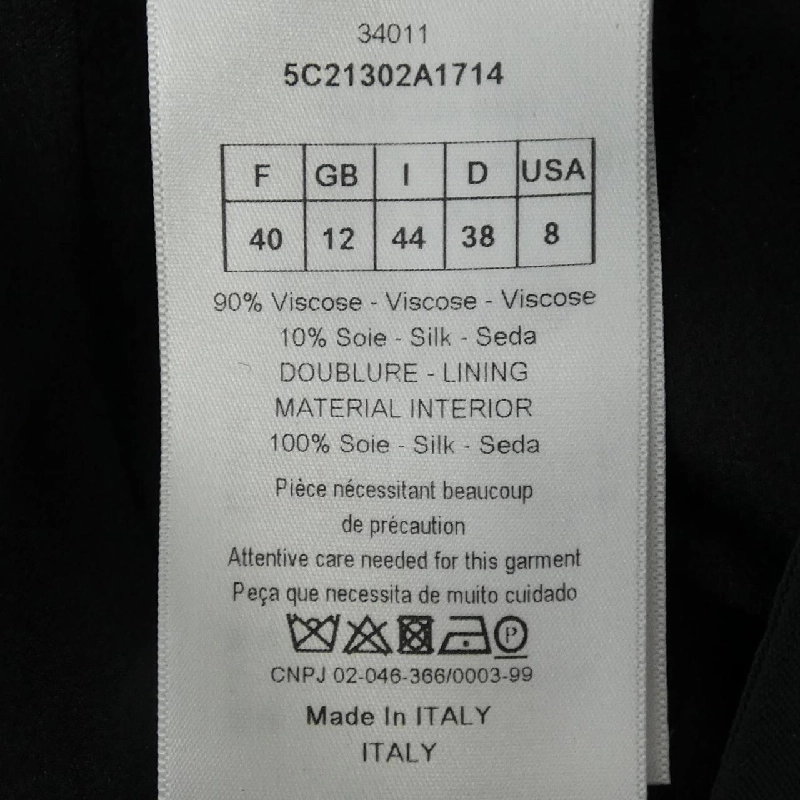 34011
5C21302A1714
F GB I D USA
40 12 44 38 8
90% Viscose - Viscose - Viscose
10% Soie - Silk - Seda
DOUBLURE - LINING
MATERIAL INTERIOR
100% Soie - Silk - Seda
Pièce nécessitant beaucoup
de précaution
Attentive care needed for this garment
Peça que necessita de muito cuidado
P
CNPJ 02-046-366/0003-99
Made In ITALY
ITALY